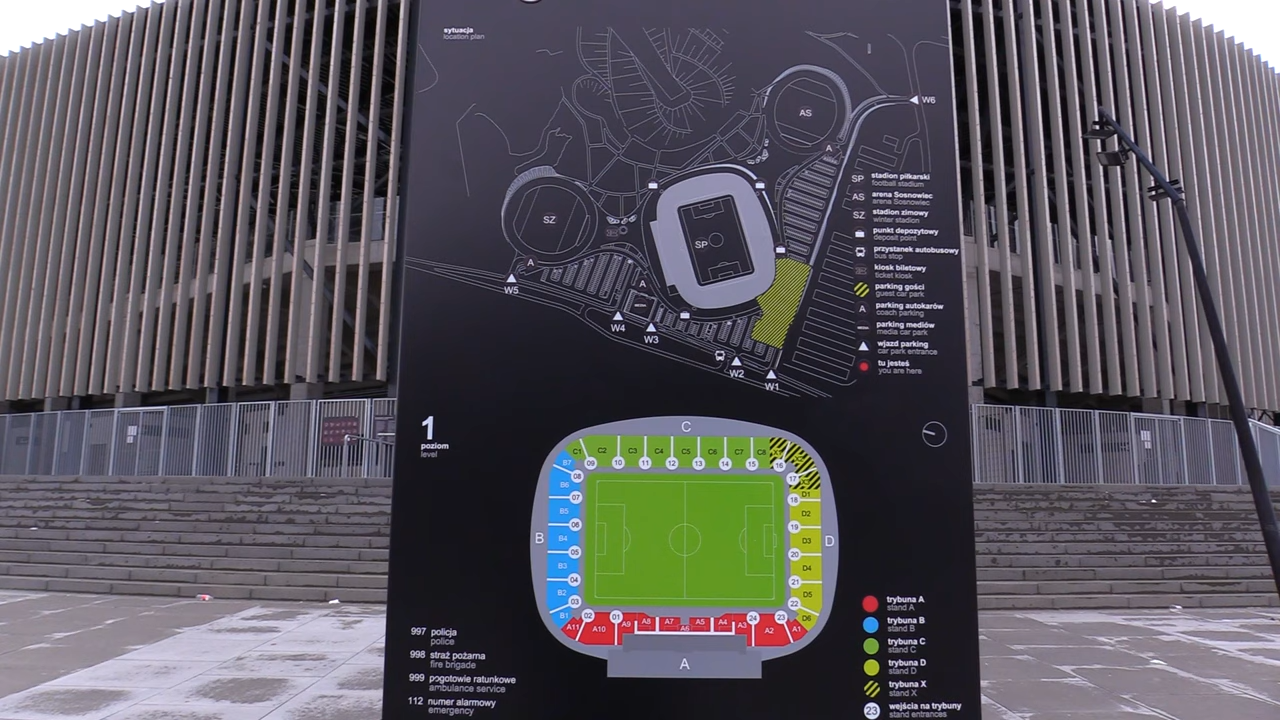 sytuacja
location plan
AS
W6
A
SP stadion piłkarski
football stadium
AS arena Sosnowiec
arena Sosnowiec
SZ stadion zimowy
winter stadion
punkt depozytowy
deposit point
przystanek autobusowy
bus stop
kiosk biletowy
ticket kiosk
parking gości
guest car park
A parking autokarów
coach parking
parking mediów
media car park
wjazd parking
car park entrance
tu jesteś
you are here
SZ
SP
A
A
W5
W4
W3
W2
W1
1
poziom
level
C
C1 C2 C3 C4 C5 C6 C7 C8
09 10 11 12 13 14 15 16
B7 08 17
B6 07 18 D1
B5 06 19 D2
B B4 05 20 D3 D
B3 04 21 D4
B2 03 22 D5
B1 02 01 24 23 D6
A11 A10 A9 A8 A7 A6 A5 A4 A3 A2 A1
A
997 policja
police
998 straż pożarna
fire brigade
999 pogotowie ratunkowe
ambulance service
112 numer alarmowy
emergency
trybuna A
stand A
trybuna B
stand B
trybuna C
stand C
trybuna D
stand D
trybuna X
stand X
23 wejścia na trybuny
stand entrances